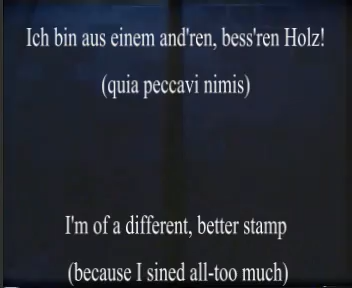 Ich bin aus einem and'ren, bess'ren Holz!
(quia peccavi nimis)
I'm of a different, better stamp
(because I sined all-too much)